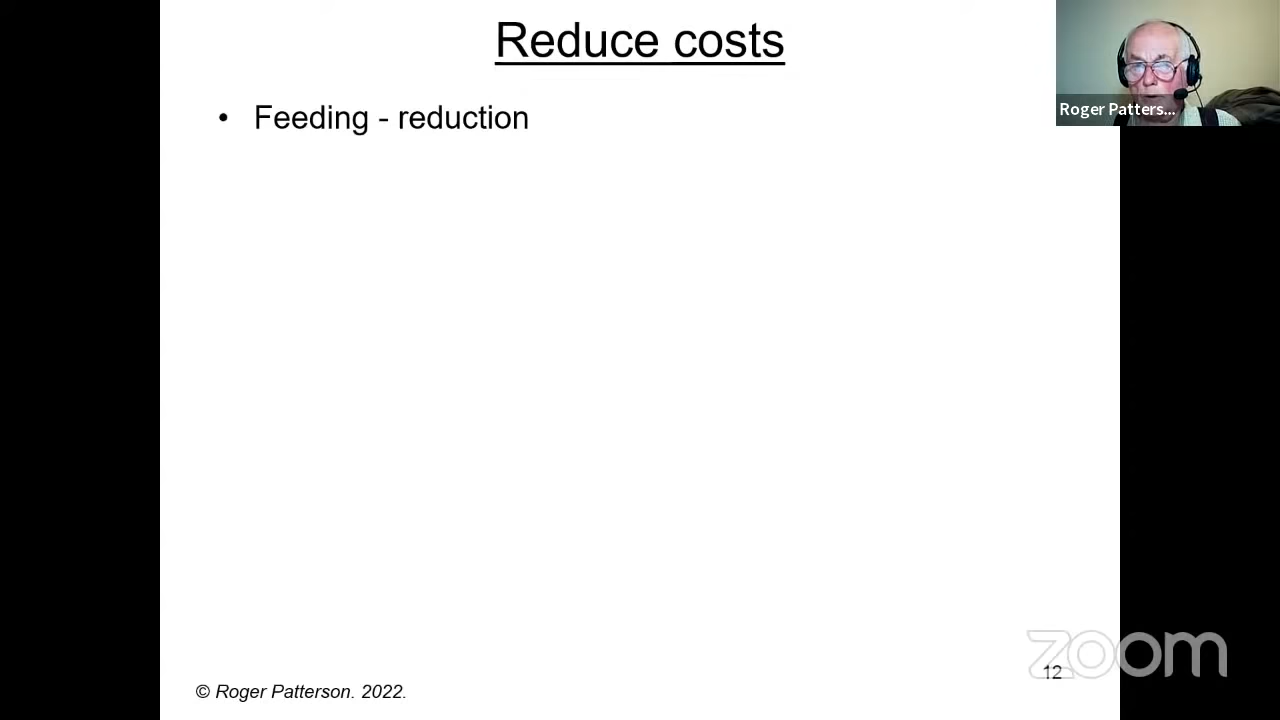 Reduce costs
Roger Patters...
• Feeding - reduction
zoom
12
© Roger Patterson. 2022.